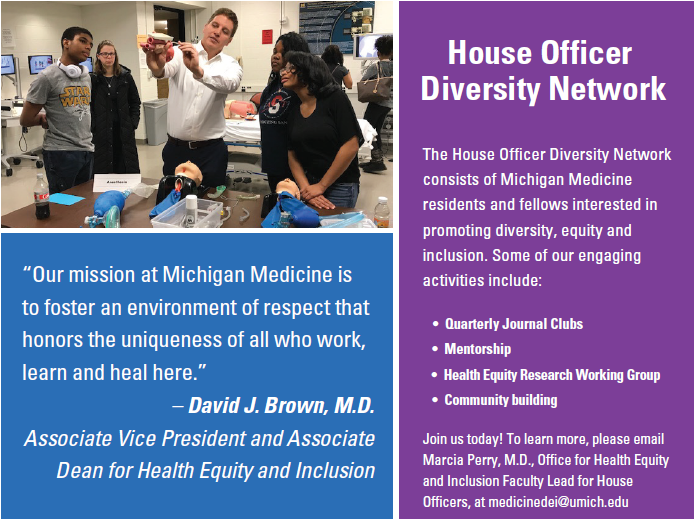 STAR
WARS
Anesthesia
“Our mission at Michigan Medicine is
to foster an environment of respect that
honors the uniqueness of all who work,
learn and heal here.”
– David J. Brown, M.D.
Associate Vice President and Associate
Dean for Health Equity and Inclusion
House Officer
Diversity Network
The House Officer Diversity Network
consists of Michigan Medicine
residents and fellows interested in
promoting diversity, equity and
inclusion. Some of our engaging
activities include:
• Quarterly Journal Clubs
• Mentorship
• Health Equity Research Working Group
• Community building
Join us today! To learn more, please email
Marcia Perry, M.D., Office for Health Equity
and Inclusion Faculty Lead for House
Officers, at medicinedei@umich.edu